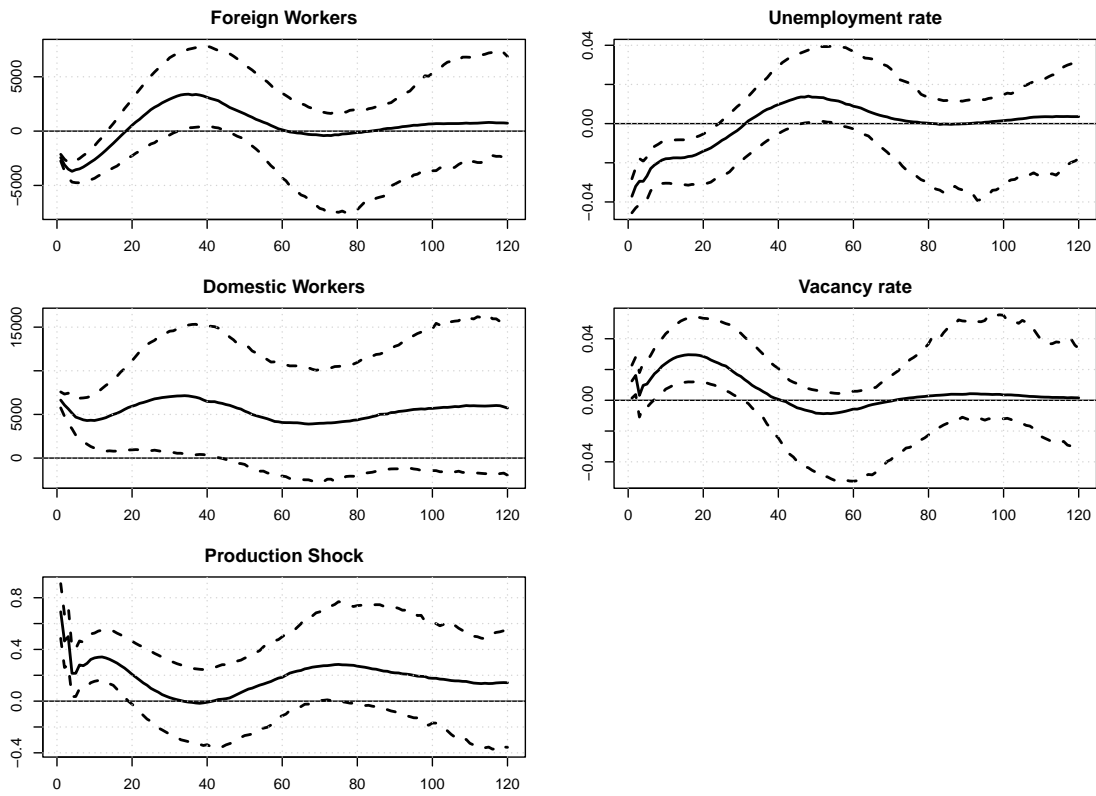 Foreign Workers
5000
0
−5000
0 20 40 60 80 100 120
Unemployment rate
0.04
0.00
−0.04
0 20 40 60 80 100 120
Domestic Workers
15000
5000
0
0 20 40 60 80 100 120
Vacancy rate
0.04
0.00
−0.04
0 20 40 60 80 100 120
Production Shock
0.8
0.4
0.0
−0.4
0 20 40 60 80 100 120